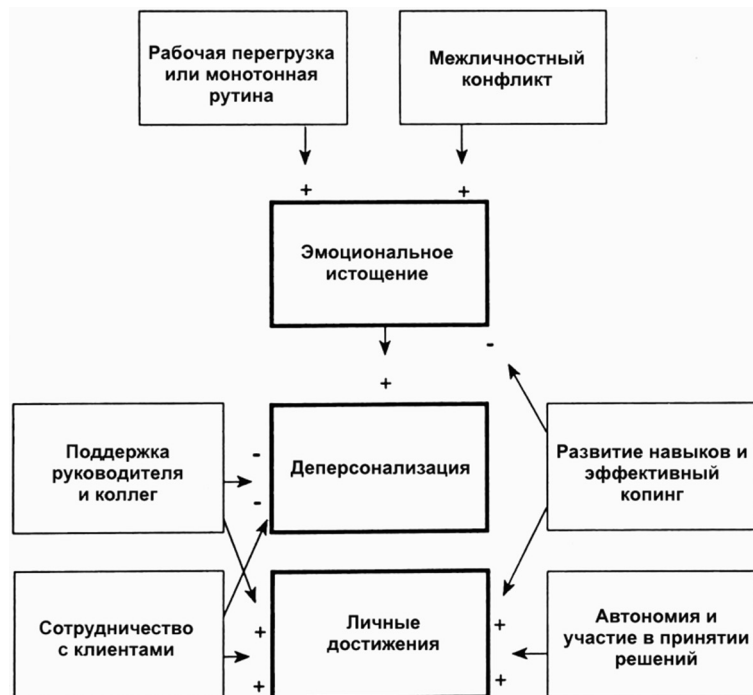 Рабочая перегрузка
или монотонная
рутина
Межличностный
конфликт
+
+
Эмоциональное
истощение
-
+
Поддержка
руководителя
и коллег
-
-
Деперсонализация
Развитие навыков и
эффективный
копинг
Сотрудничество
с клиентами
+
+
Личные
достижения
+
+
Автономия и
участие в принятии
решений